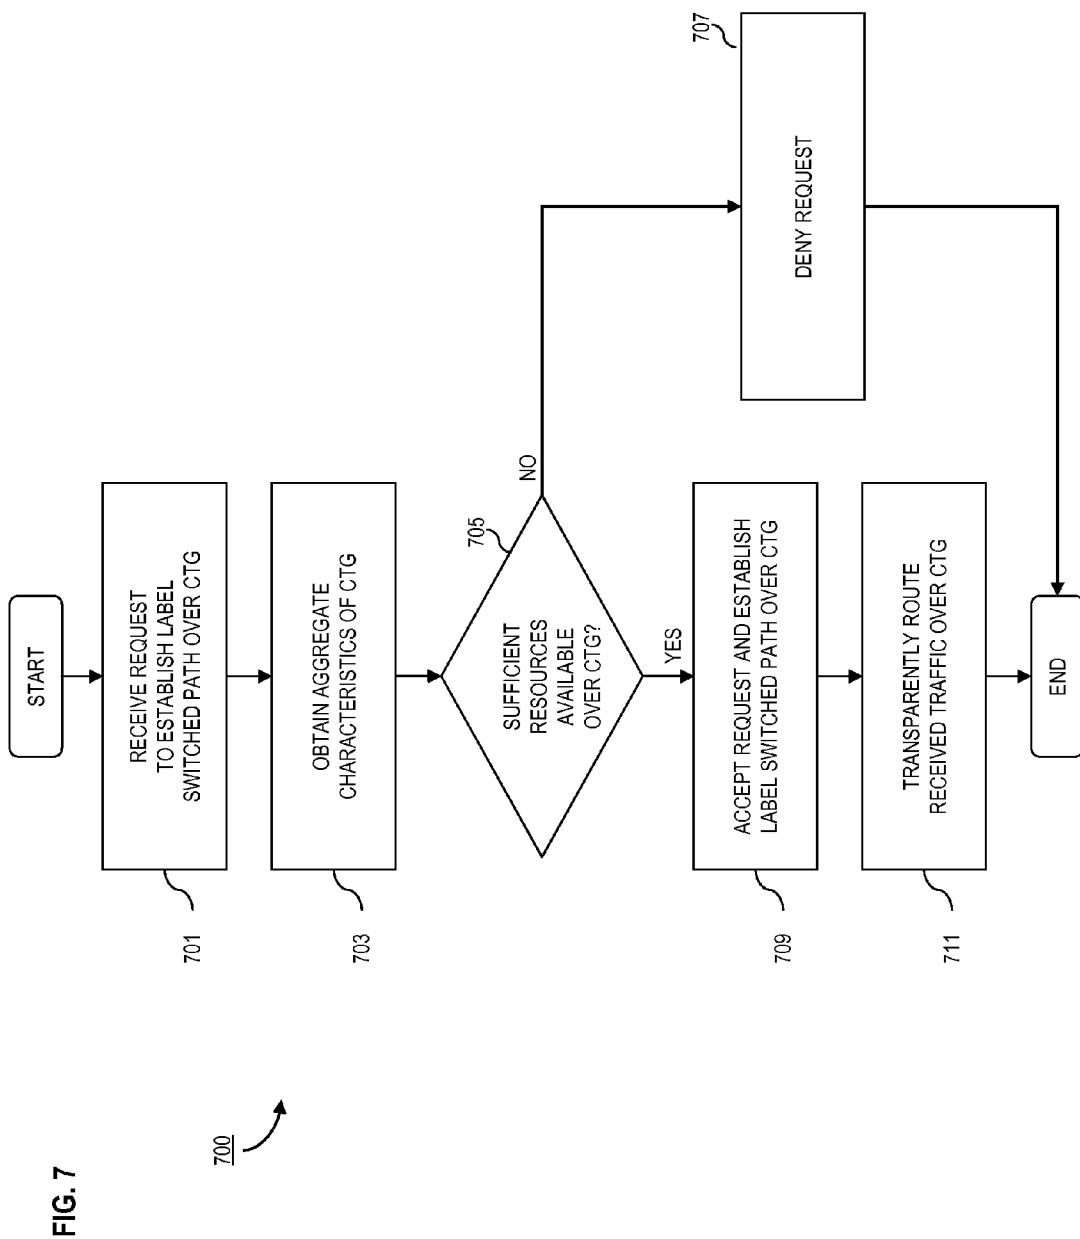 FIG. 7
700
START
701
RECEIVE REQUEST
TO ESTABLISH LABEL
SWITCHED PATH OVER CTG
703
OBTAIN AGGREGATE
CHARACTERISTICS OF CTG
705
SUFFICIENT
RESOURCES
AVAILABLE
OVER CTG?
NO
707
DENY REQUEST
YES
709
ACCEPT REQUEST AND ESTABLISH
LABEL SWITCHED PATH OVER CTG
711
TRANSPARENTLY ROUTE
RECEIVED TRAFFIC OVER CTG
END